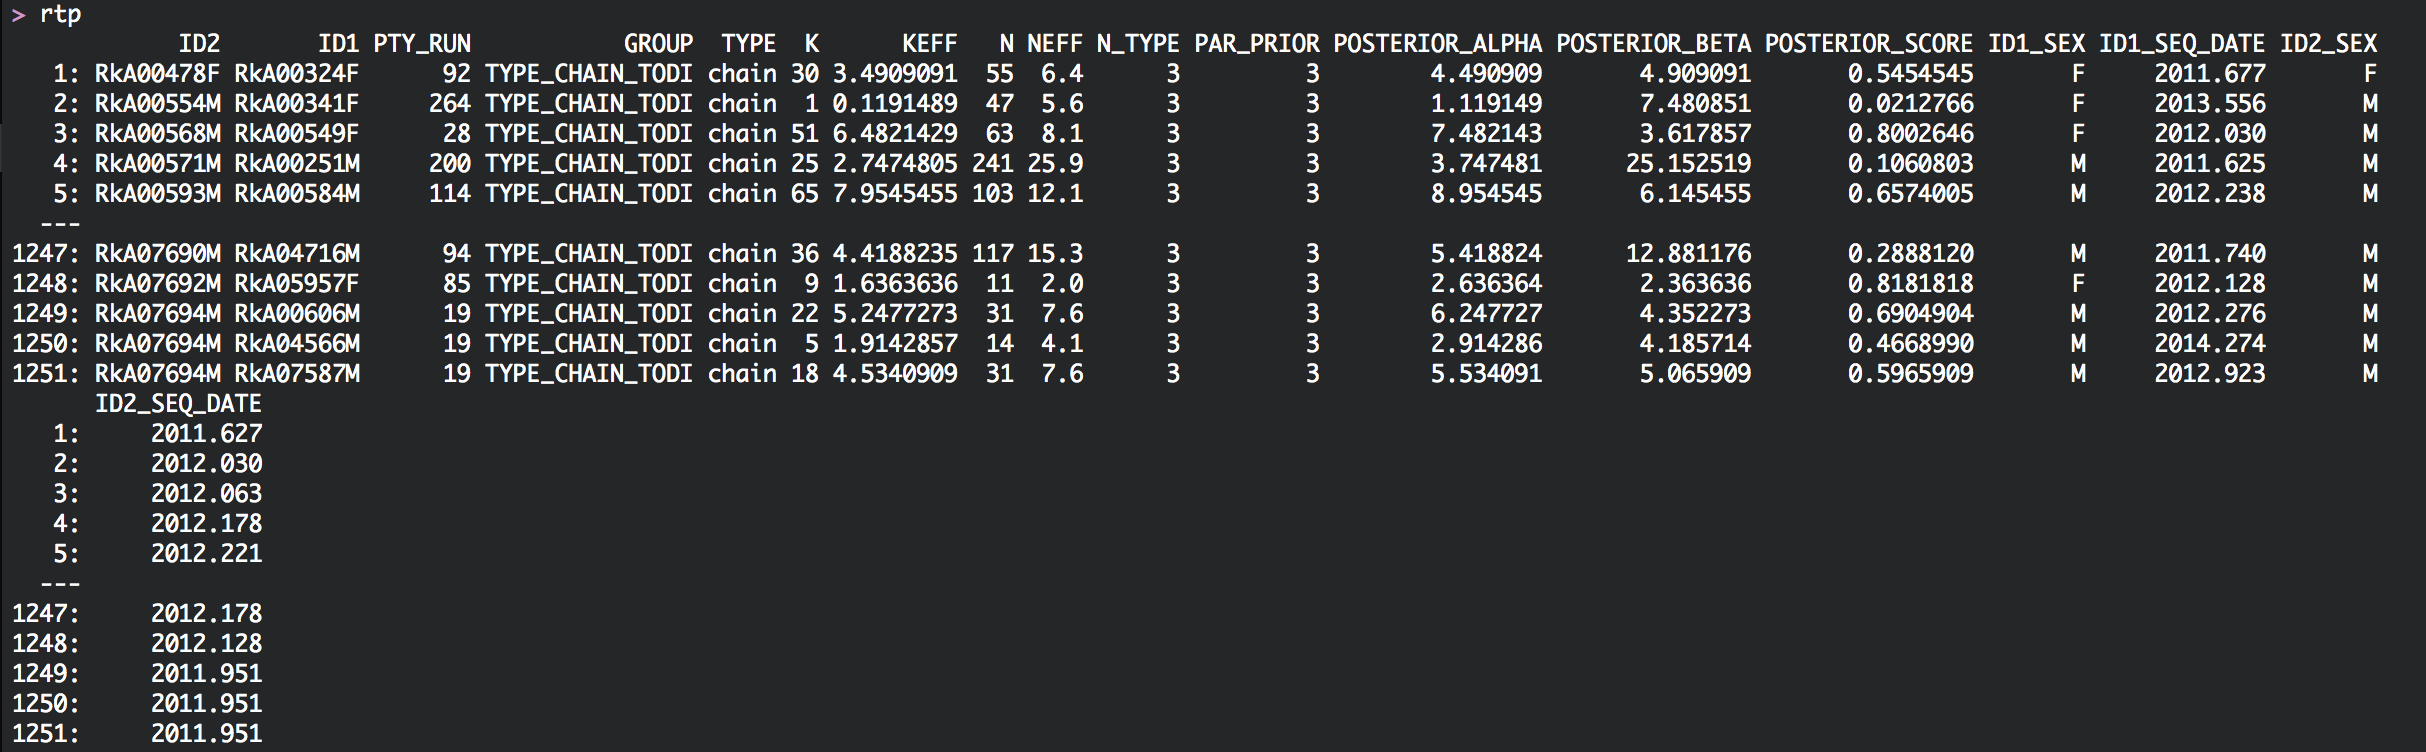 > rtp
ID2 ID1 PTY_RUN GROUP TYPE K KEFF N NEFF N_TYPE PAR_PRIOR POSTERIOR_ALPHA POSTERIOR_BETA POSTERIOR_SCORE ID1_SEX ID1_SEQ_DATE ID2_SEX
1: RkA00478F RkA00324F 92 TYPE_CHAIN_TODI chain 30 3.4909091 55 6.4 3 3 4.490909 4.909091 0.5454545 F 2011.677 F
2: RkA00554M RkA00341F 264 TYPE_CHAIN_TODI chain 1 0.1191489 47 5.6 3 3 1.119149 7.480851 0.0212766 F 2013.556 M
3: RkA00568M RkA00549F 28 TYPE_CHAIN_TODI chain 51 6.4821429 63 8.1 3 3 7.482143 3.617857 0.8002646 F 2012.030 M
4: RkA00571M RkA00251M 200 TYPE_CHAIN_TODI chain 25 2.7474805 241 25.9 3 3 3.747481 25.152519 0.1060803 M 2011.625 M
5: RkA00593M RkA00584M 114 TYPE_CHAIN_TODI chain 65 7.9545455 103 12.1 3 3 8.954545 6.145455 0.6574005 M 2012.238 M
---
1247: RkA07690M RkA04716M 94 TYPE_CHAIN_TODI chain 36 4.4188235 117 15.3 3 3 5.418824 12.881176 0.2888120 M 2011.740 M
1248: RkA07692M RkA05957F 85 TYPE_CHAIN_TODI chain 9 1.6363636 11 2.0 3 3 2.636364 2.363636 0.8181818 F 2012.128 M
1249: RkA07694M RkA00606M 19 TYPE_CHAIN_TODI chain 22 5.2477273 31 7.6 3 3 6.247727 4.352273 0.6904904 M 2012.276 M
1250: RkA07694M RkA04566M 19 TYPE_CHAIN_TODI chain 5 1.9142857 14 4.1 3 3 2.914286 4.185714 0.4668990 M 2014.274 M
1251: RkA07694M RkA07587M 19 TYPE_CHAIN_TODI chain 18 4.5340909 31 7.6 3 3 5.534091 5.065909 0.5965909 M 2012.923 M
ID2_SEQ_DATE
1: 2011.627
2: 2012.030
3: 2012.063
4: 2012.178
5: 2012.221
---
1247: 2012.178
1248: 2012.128
1249: 2011.951
1250: 2011.951
1251: 2011.951